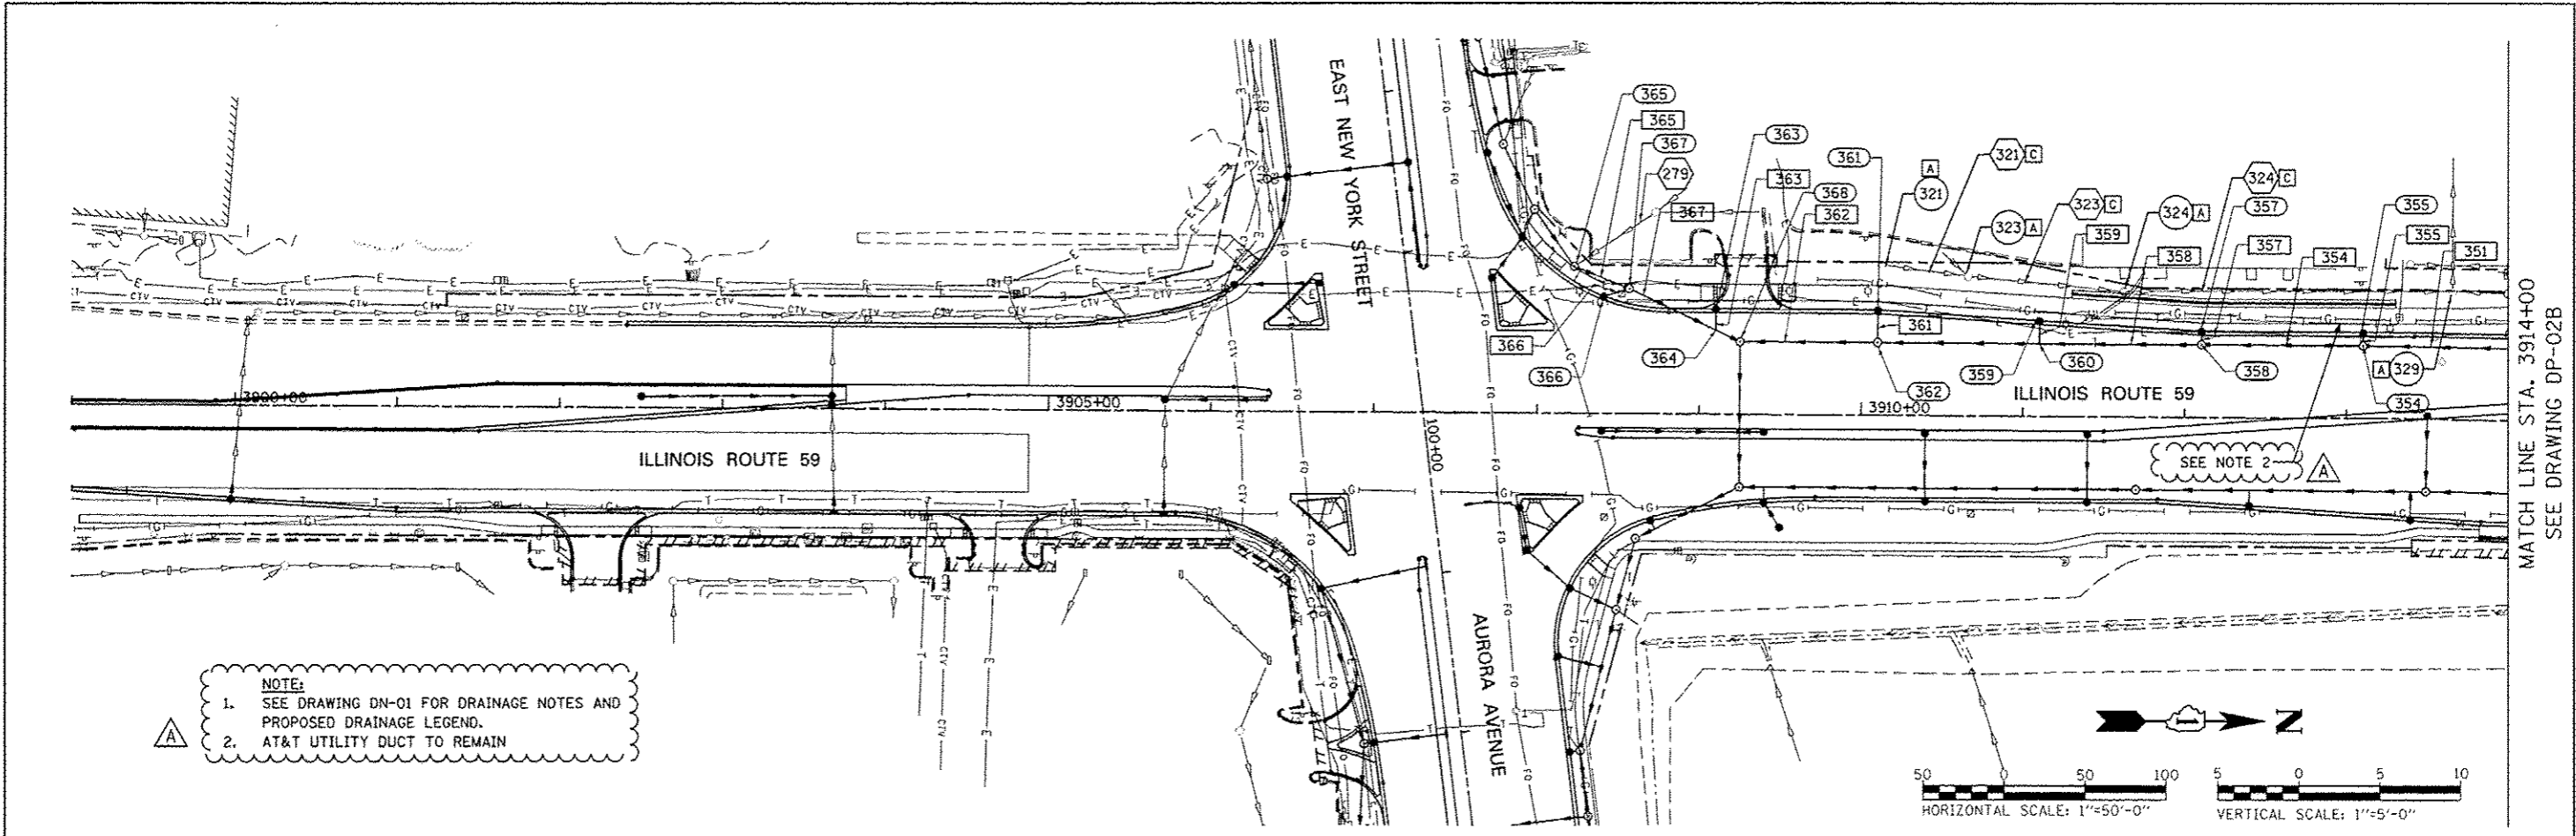 EAST NEW YORK STREET
365
365
367
279
363
363
367
368
362
361
A
321
321 C
323 A
323 C
324 A
324 C
357
359
358
357
354
355
355
351
366
366
364
361
362
359
360
358
A 329
354
3900+00
3905+00
3910+00
100+00
ILLINOIS ROUTE 59
ILLINOIS ROUTE 59
SEE NOTE 2
A
AURORA AVENUE
MATCH LINE STA. 3914+00
SEE DRAWING DP-02B
NOTE:
1. SEE DRAWING DN-01 FOR DRAINAGE NOTES AND
PROPOSED DRAINAGE LEGEND.
2. AT&T UTILITY DUCT TO REMAIN
A
N
50 0 50 100
HORIZONTAL SCALE: 1"=50'-0"
5 0 5 10
VERTICAL SCALE: 1"=5'-0"